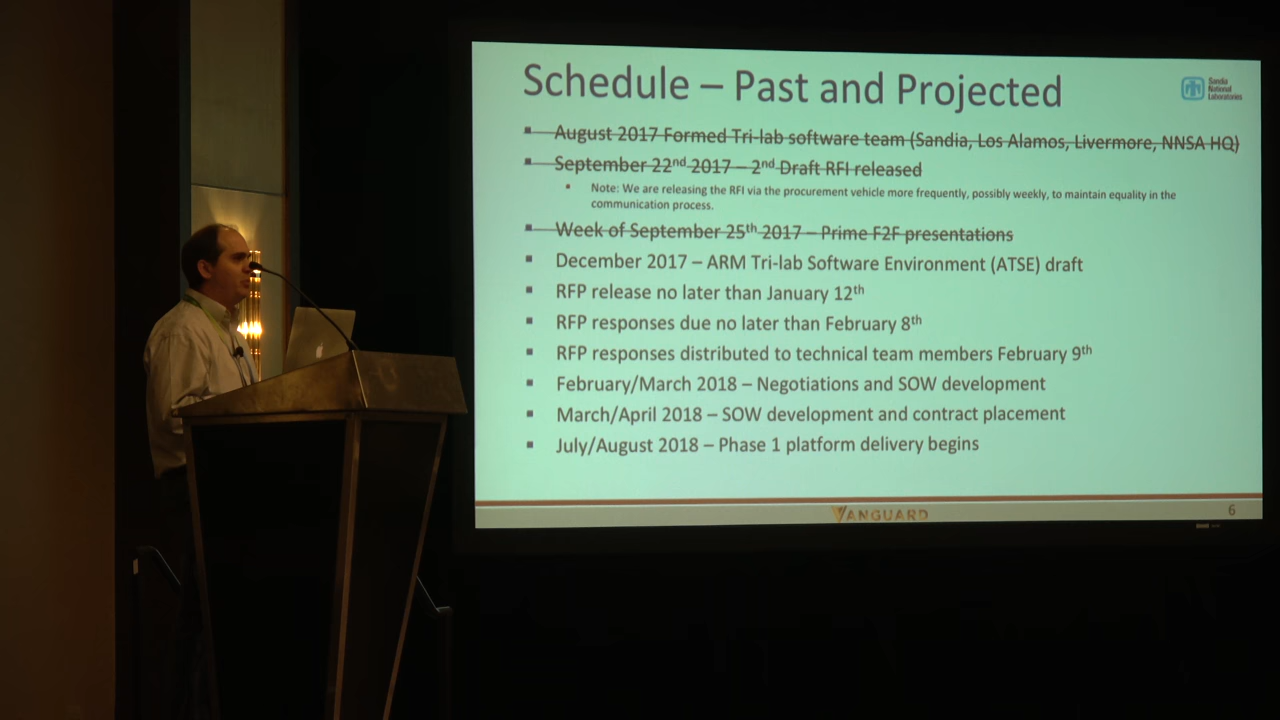 Schedule – Past and Projected
Sandia
National
Laboratories
August 2017 Formed Tri-lab software team (Sandia, Los Alamos, Livermore, NNSA HQ)
September 22nd 2017 – 2nd Draft RFI released
Note: We are releasing the RFI via the procurement vehicle more frequently, possibly weekly, to maintain equality in the
communication process.
Week of September 25th 2017 – Prime F2F presentations
December 2017 – ARM Tri-lab Software Environment (ATSE) draft
RFP release no later than January 12th
RFP responses due no later than February 8th
RFP responses distributed to technical team members February 9th
February/March 2018 – Negotiations and SOW development
March/April 2018 – SOW development and contract placement
July/August 2018 – Phase 1 platform delivery begins
VANGUARD
6